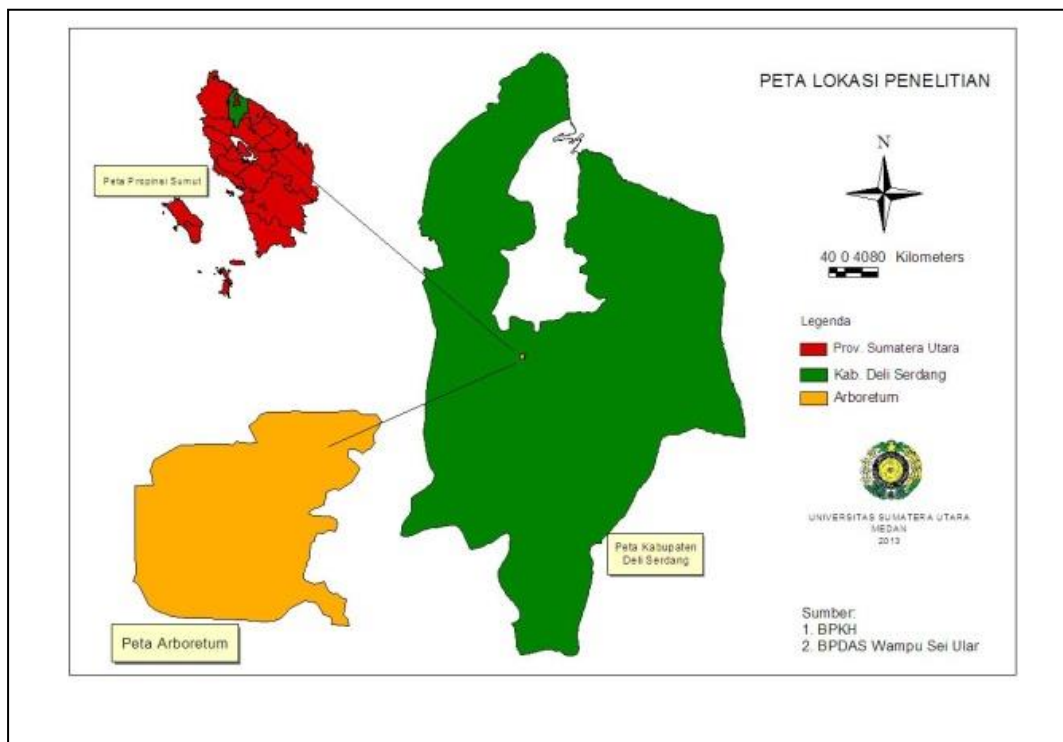 PETA LOKASI PENELITIAN
N
40 0 4080 Kilometers
Legenda
Prov. Sumatera Utara
Kab. Deli Serdang
Arboretum
UNIVERSITAS SUMATERA UTARA
MEDAN
2013
Sumber:
1. BPKH
2. BPDAS Wampu Sei Ular
Peta Propinsi Sumut
Peta Kabupaten
Deli Serdang
Peta Arboretum